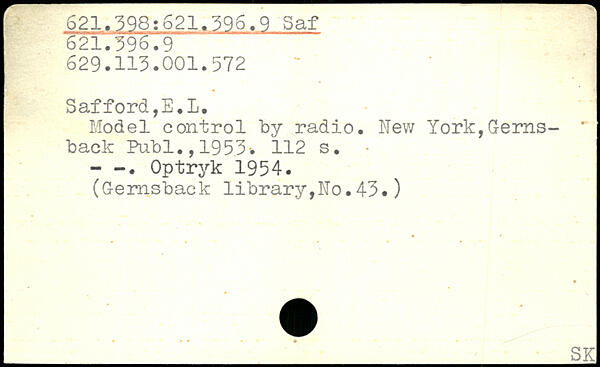 621.398:621.396.9 Saf
621.396.9
629.113.001.572
Safford,E.L.
Model control by radio. New York,Gerns-
back Publ.,1953. 112 s.
- -. Optryk 1954.
(Gernsback library,No.43.)
SK